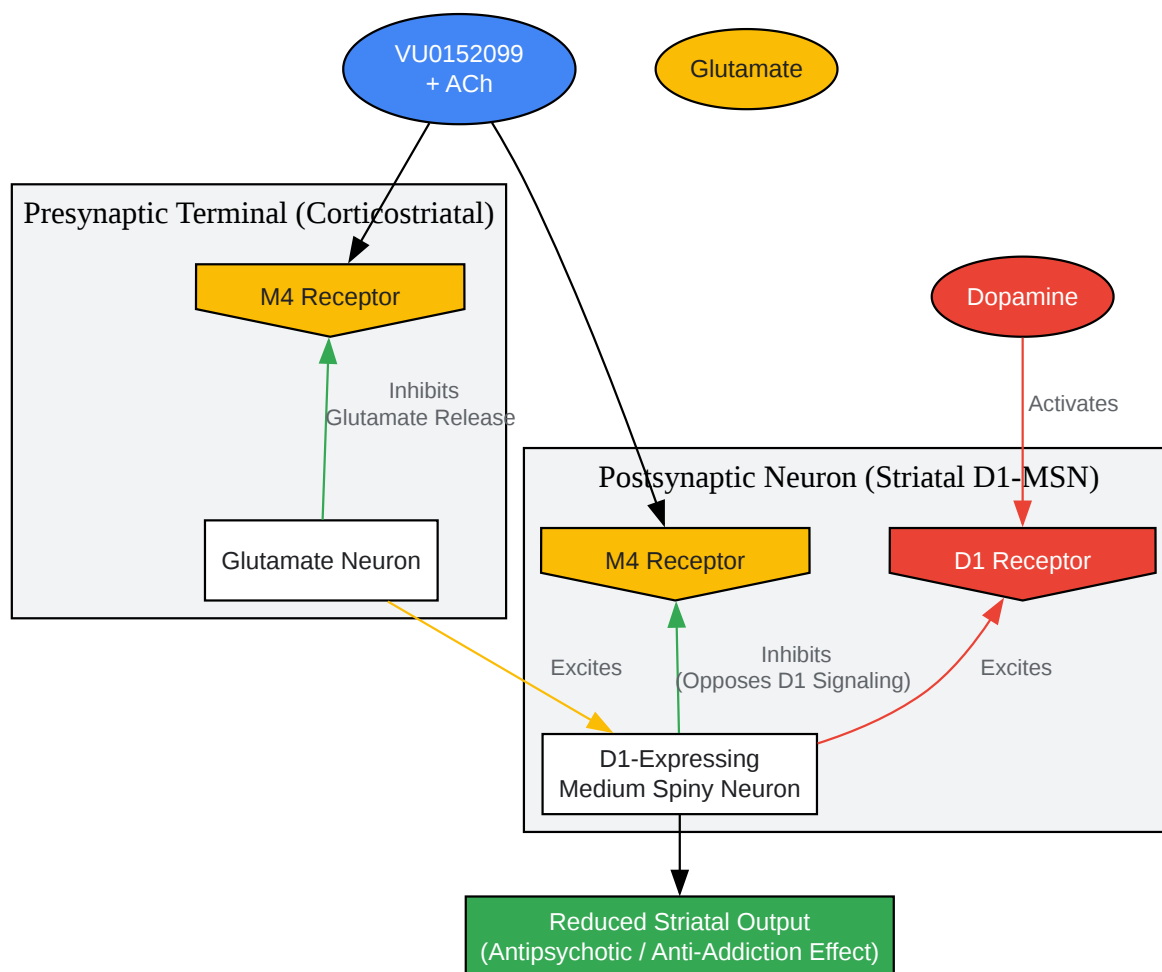 VU0152099
+ ACh
Glutamate
Presynaptic Terminal (Corticostriatal)
M4 Receptor
Dopamine
Inhibits
Glutamate Release
Activates
Postsynaptic Neuron (Striatal D1-MSN)
Glutamate Neuron
M4 Receptor
D1 Receptor
Excites
Inhibits
(Opposes D1 Signaling)
Excites
D1-Expressing
Medium Spiny Neuron
Reduced Striatal Output
(Antipsychotic / Anti-Addiction Effect)